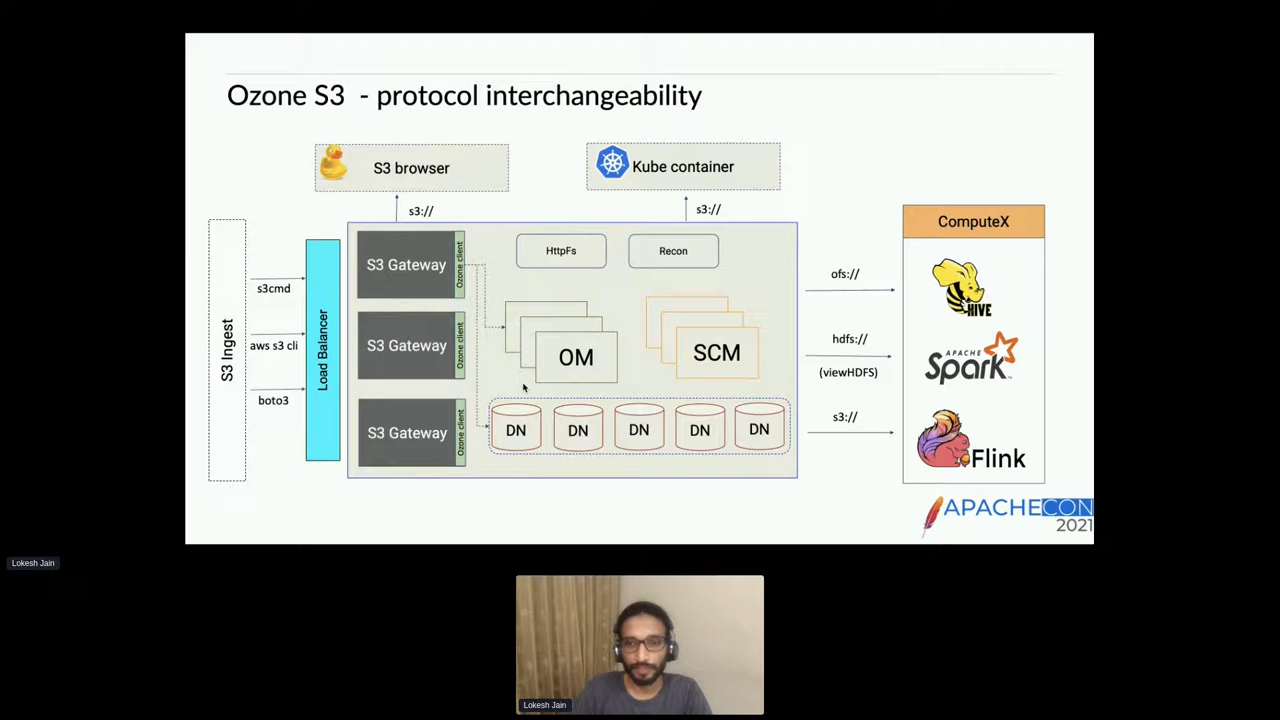 Ozone S3 - protocol interchangeability
S3 browser
Kube container
s3://
s3://
ComputeX
S3 Ingest
s3cmd
aws s3 cli
boto3
Load Balancer
S3 Gateway
Ozone client
S3 Gateway
Ozone client
S3 Gateway
Ozone client
HttpFs
Recon
OM
SCM
DN
DN
DN
DN
DN
ofs://
hdfs://
(viewHDFS)
s3://
HIVE
APACHE
Spark
Flink
APACHECON
2021
Lokesh Jain
Lokesh Jain